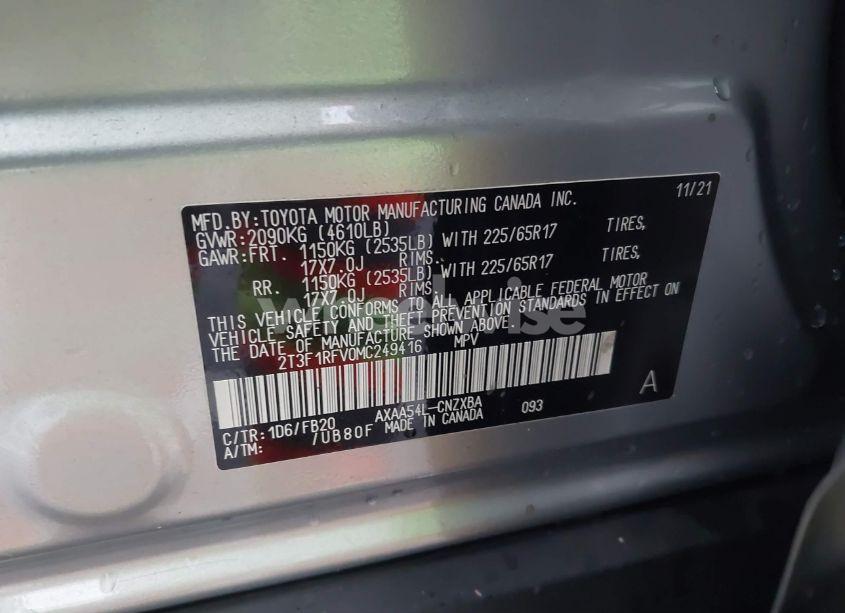 11/21
MFD.BY:TOYOTA MOTOR MANUFACTURING CANADA INC.
GVWR:2090KG (4610LB)
GAWR:FRT. 1150KG (2535LB) WITH 225/65R17 TIRES,
17X7.0J RIMS.
RR. 1150KG (2535LB) WITH 225/65R17 TIRES,
17X7.0J RIMS
THIS VEHICLE CONFORMS TO ALL APPLICABLE FEDERAL MOTOR
VEHICLE SAFETY AND THEFT PREVENTION STANDARDS IN EFFECT ON
THE DATE OF MANUFACTURE SHOWN ABOVE.
2T3F1RFV0MC249416 MPV
A
C/TR:1D6/FB20 AXAA54L-CNZXBA 093
A/TM: /UB80F MADE IN CANADA